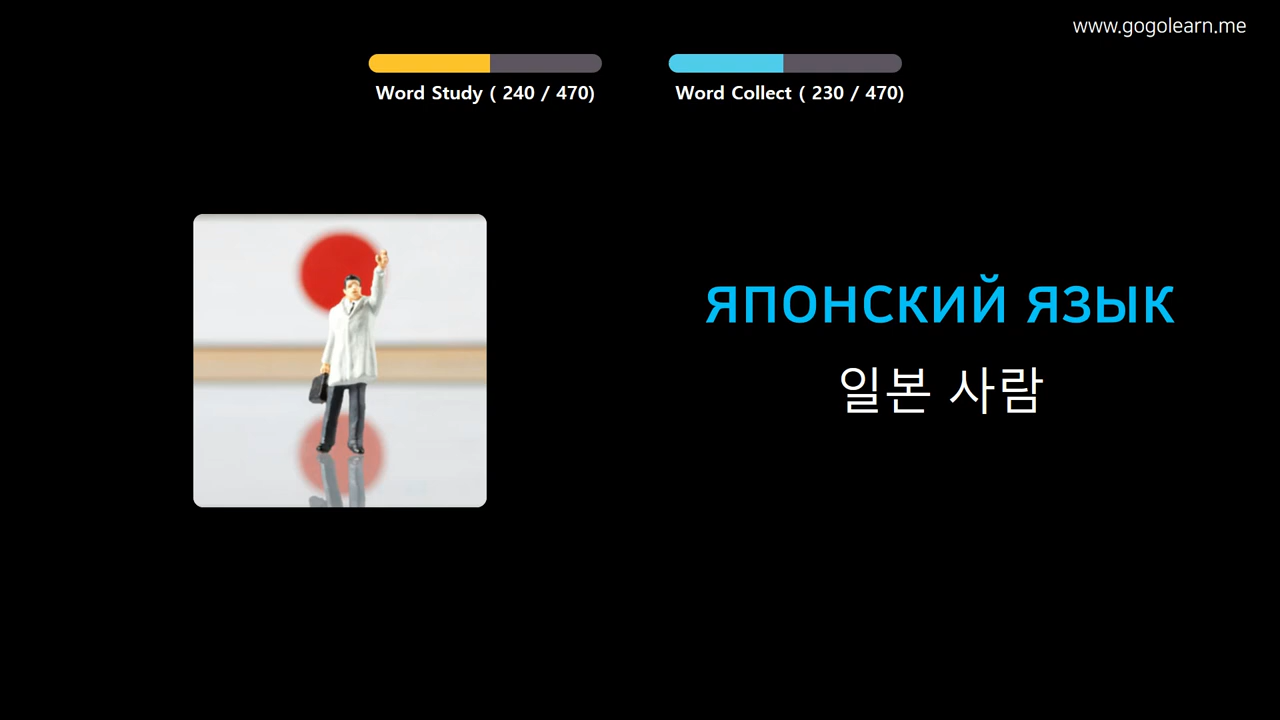 www.gogolearn.me
Word Study ( 240 / 470)
Word Collect ( 230 / 470)
японский язык
일본 사람